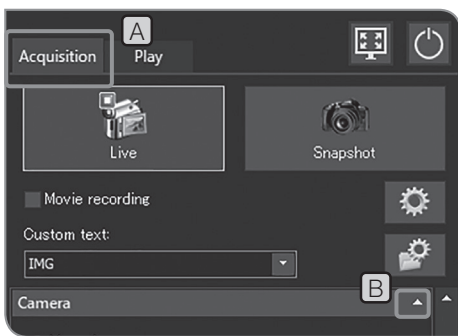 A
Acquisition Play
Live Snapshot
Movie recording
Custom text:
IMG
B
Camera